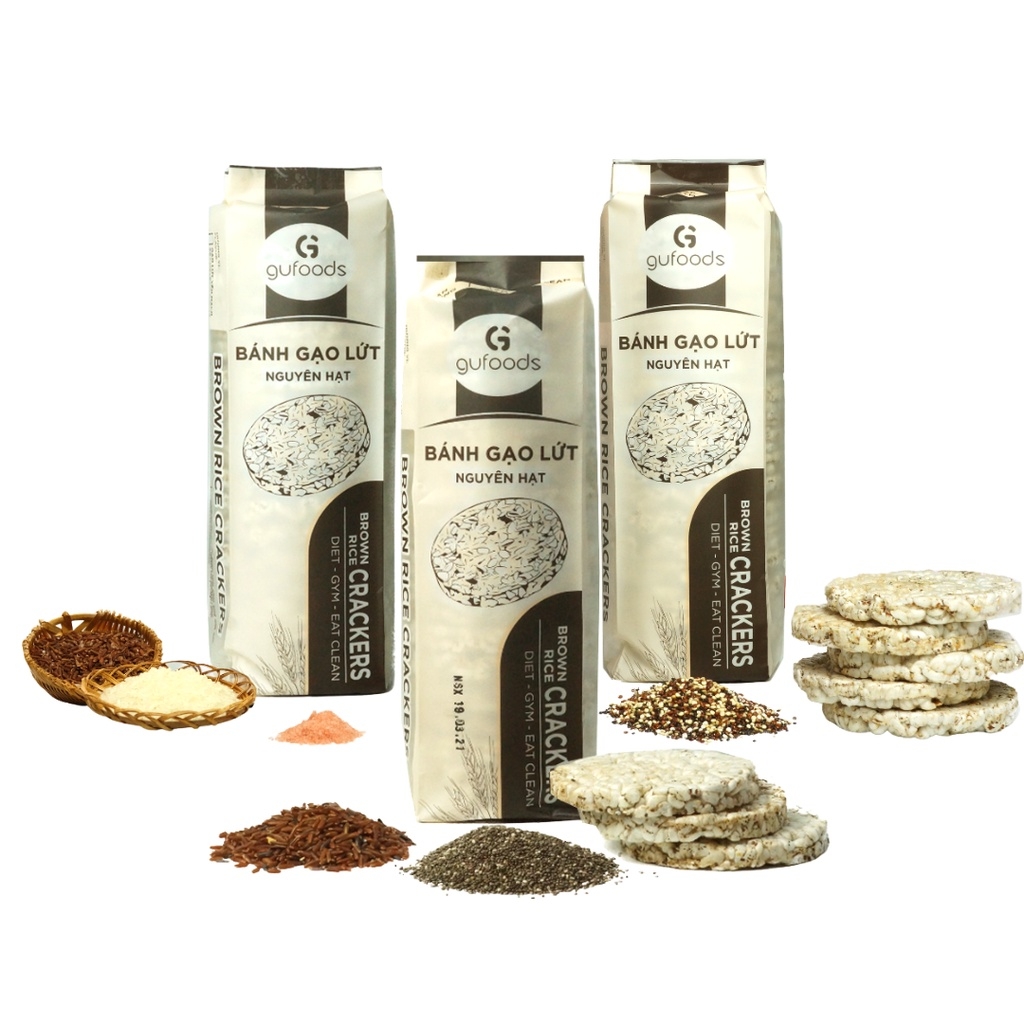 gufoods
BÁNH GẠO LỨT
NGUYÊN HẠT
BROWN RICE CRACKERS
BROWN
RICE CRACKERS
DIET - GYM - EAT CLEAN
gufoods
BÁNH GẠO LỨT
NGUYÊN HẠT
BROWN RICE CRACKERS
BROWN
RICE CRACKERS
DIET - GYM - EAT CLEAN
NSX 19.03.21
gufoods
BÁNH GẠO LỨT
NGUYÊN HẠT
BROWN RICE CRACKERS
BROWN
RICE CRACKERS
DIET - GYM - EAT CLEAN